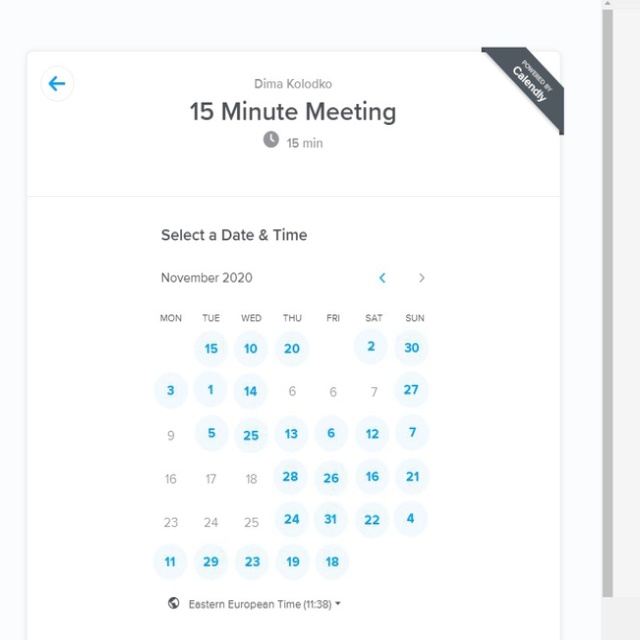 Dima Kolodko
15 Minute Meeting
15 min
POWERED BY
Calendly
Select a Date & Time
November 2020
MON TUE WED THU FRI SAT SUN
15 10 20 2 30
3 1 14 6 6 7 27
9 5 25 13 6 12 7
16 17 18 28 26 16 21
23 24 25 24 31 22 4
11 29 23 19 18
Eastern European Time (11:38)